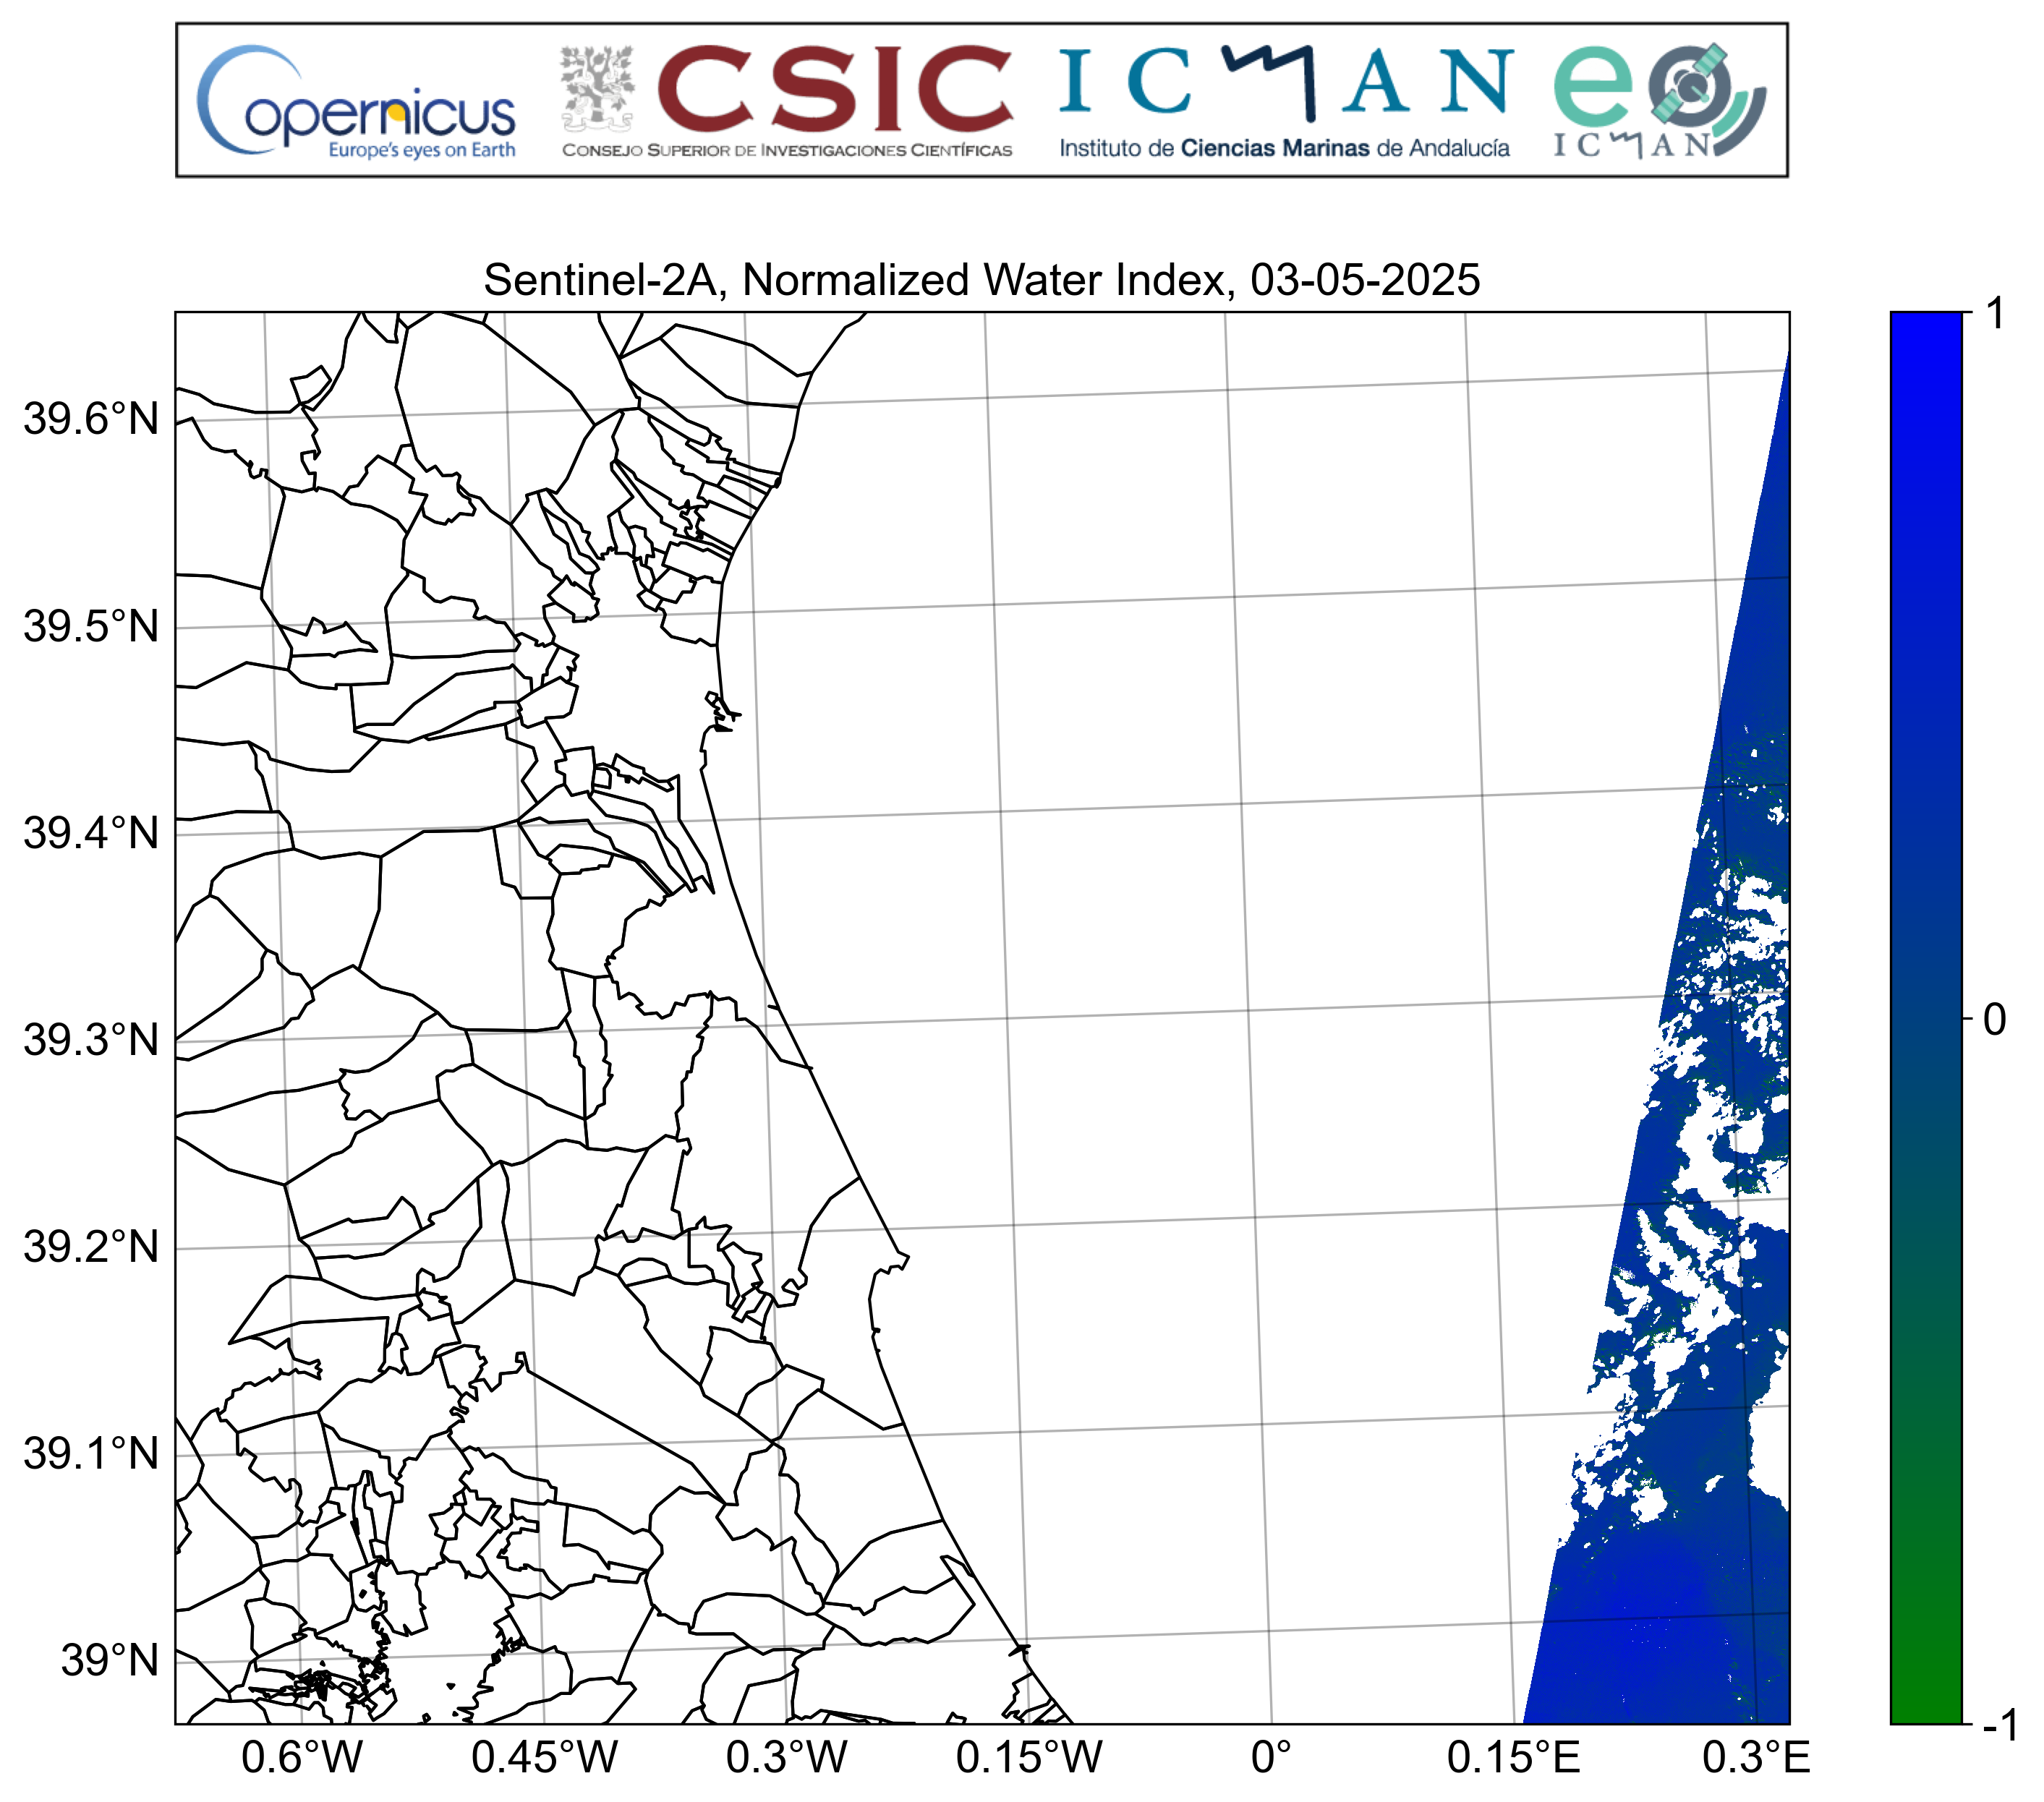 Copernicus
Europe's eyes on Earth
CSIC
CONSEJO SUPERIOR DE INVESTIGACIONES CIENTÍFICAS
ICMAN
Instituto de Ciencias Marinas de Andalucía
eo
ICMAN
Sentinel-2A, Normalized Water Index, 03-05-2025
39.6°N
39.5°N
39.4°N
39.3°N
39.2°N
39.1°N
39°N
0.6°W 0.45°W 0.3°W 0.15°W 0° 0.15°E 0.3°E
1
0
-1